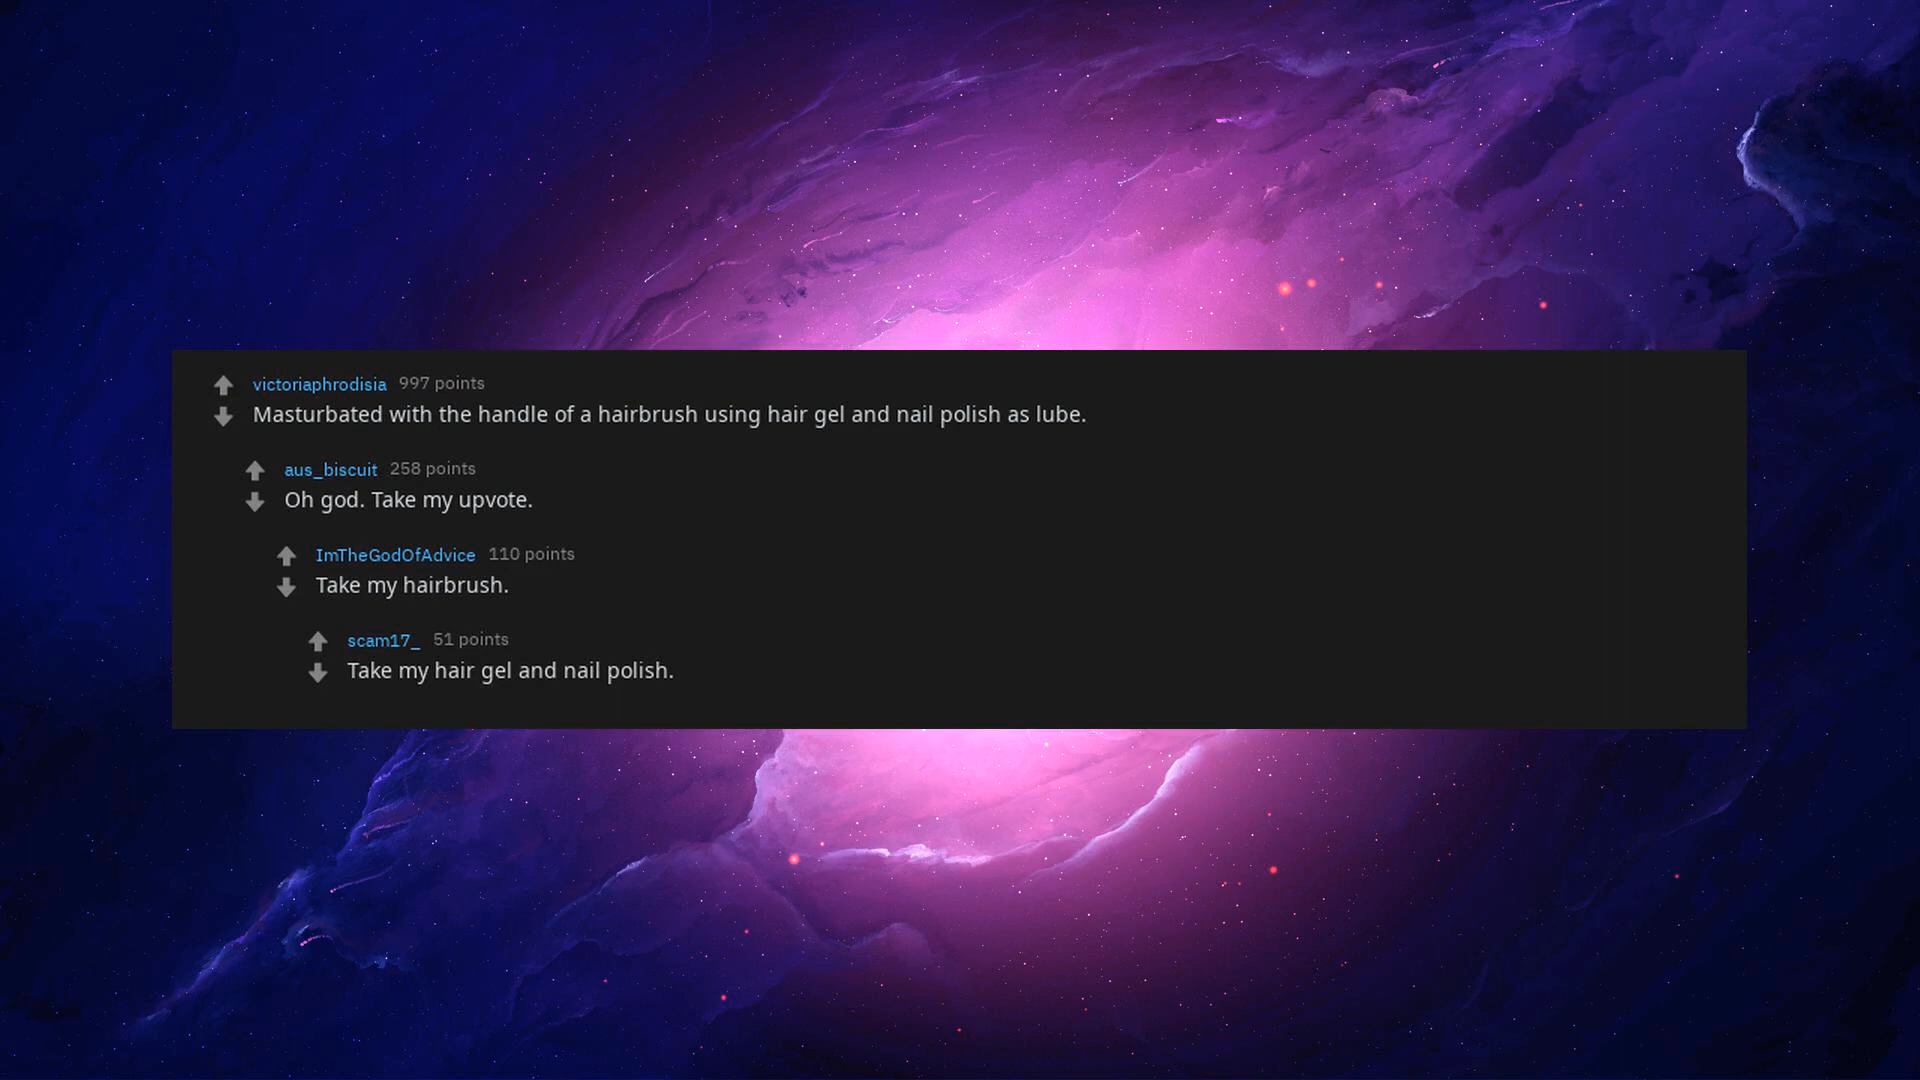 victoriaphrodisia 997 points
Masturbated with the handle of a hairbrush using hair gel and nail polish as lube.
aus_biscuit 258 points
Oh god. Take my upvote.
ImTheGodOfAdvice 110 points
Take my hairbrush.
scam17_ 51 points
Take my hair gel and nail polish.